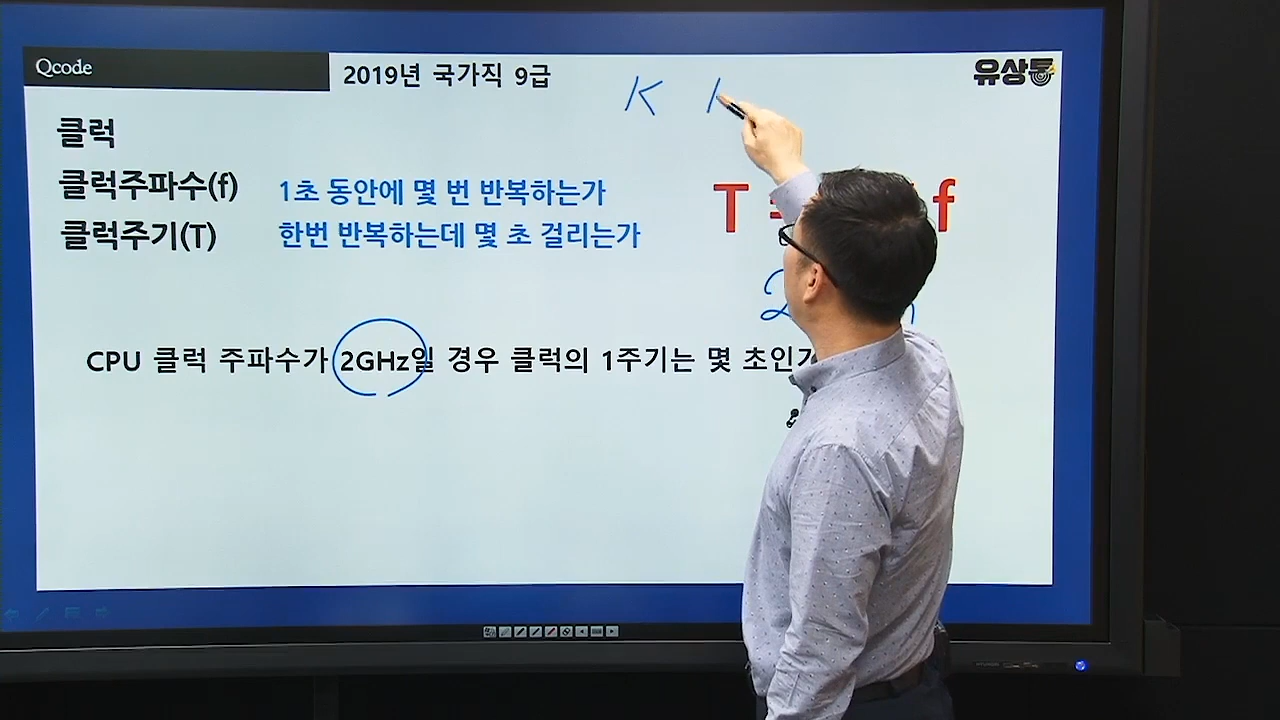 Qcode
2019년 국가직 9급
유상통
K
클럭
클럭주파수(f) 1초 동안에 몇 번 반복하는가
T f
클럭주기(T) 한번 반복하는데 몇 초 걸리는가
2
CPU 클럭 주파수가 2GHz일 경우 클럭의 1주기는 몇 초인가